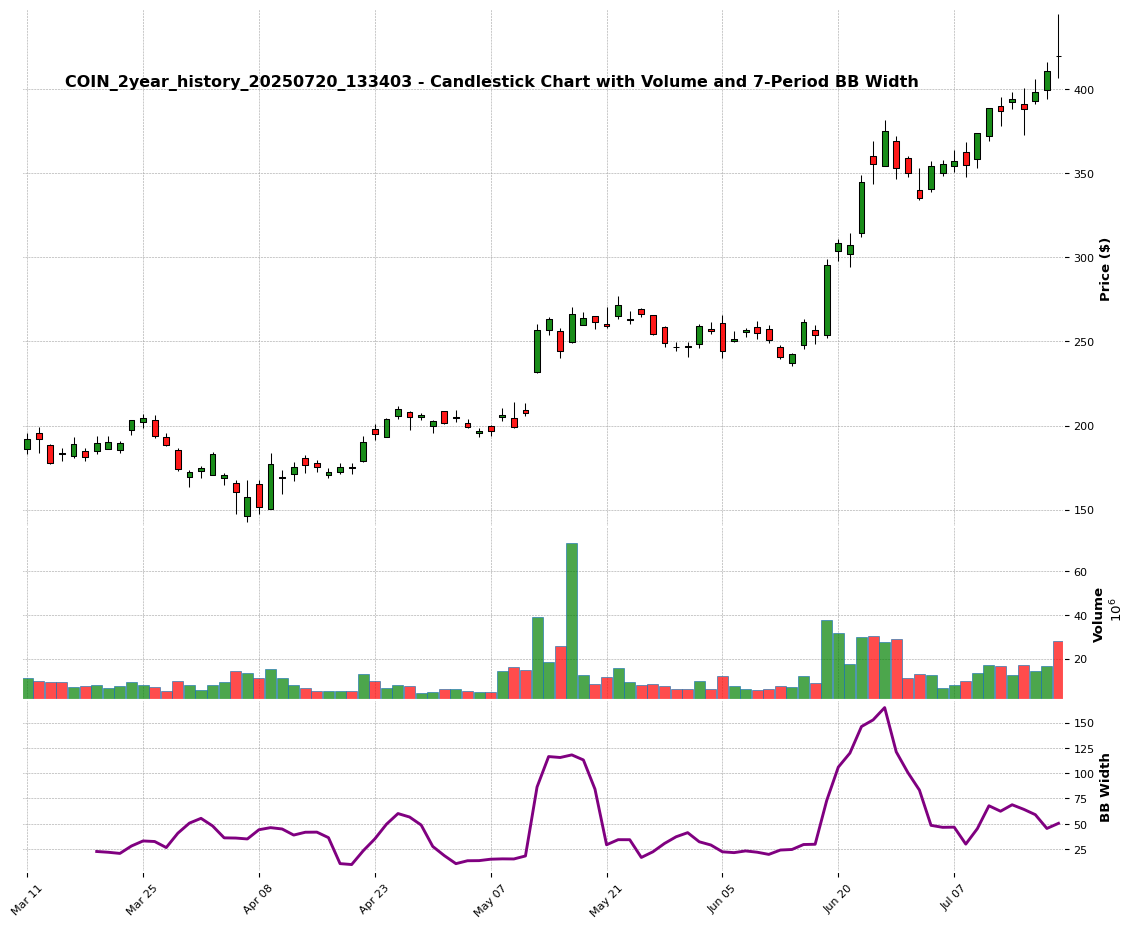 COIN_2year_history_20250720_133403 - Candlestick Chart with Volume and 7-Period BB Width
400
350
300
250
200
150
Price ($)
60
40
20
Volume
10^6
150
125
100
75
50
25
BB Width
Mar 11
Mar 25
Apr 08
Apr 23
May 07
May 21
Jun 05
Jun 20
Jul 07